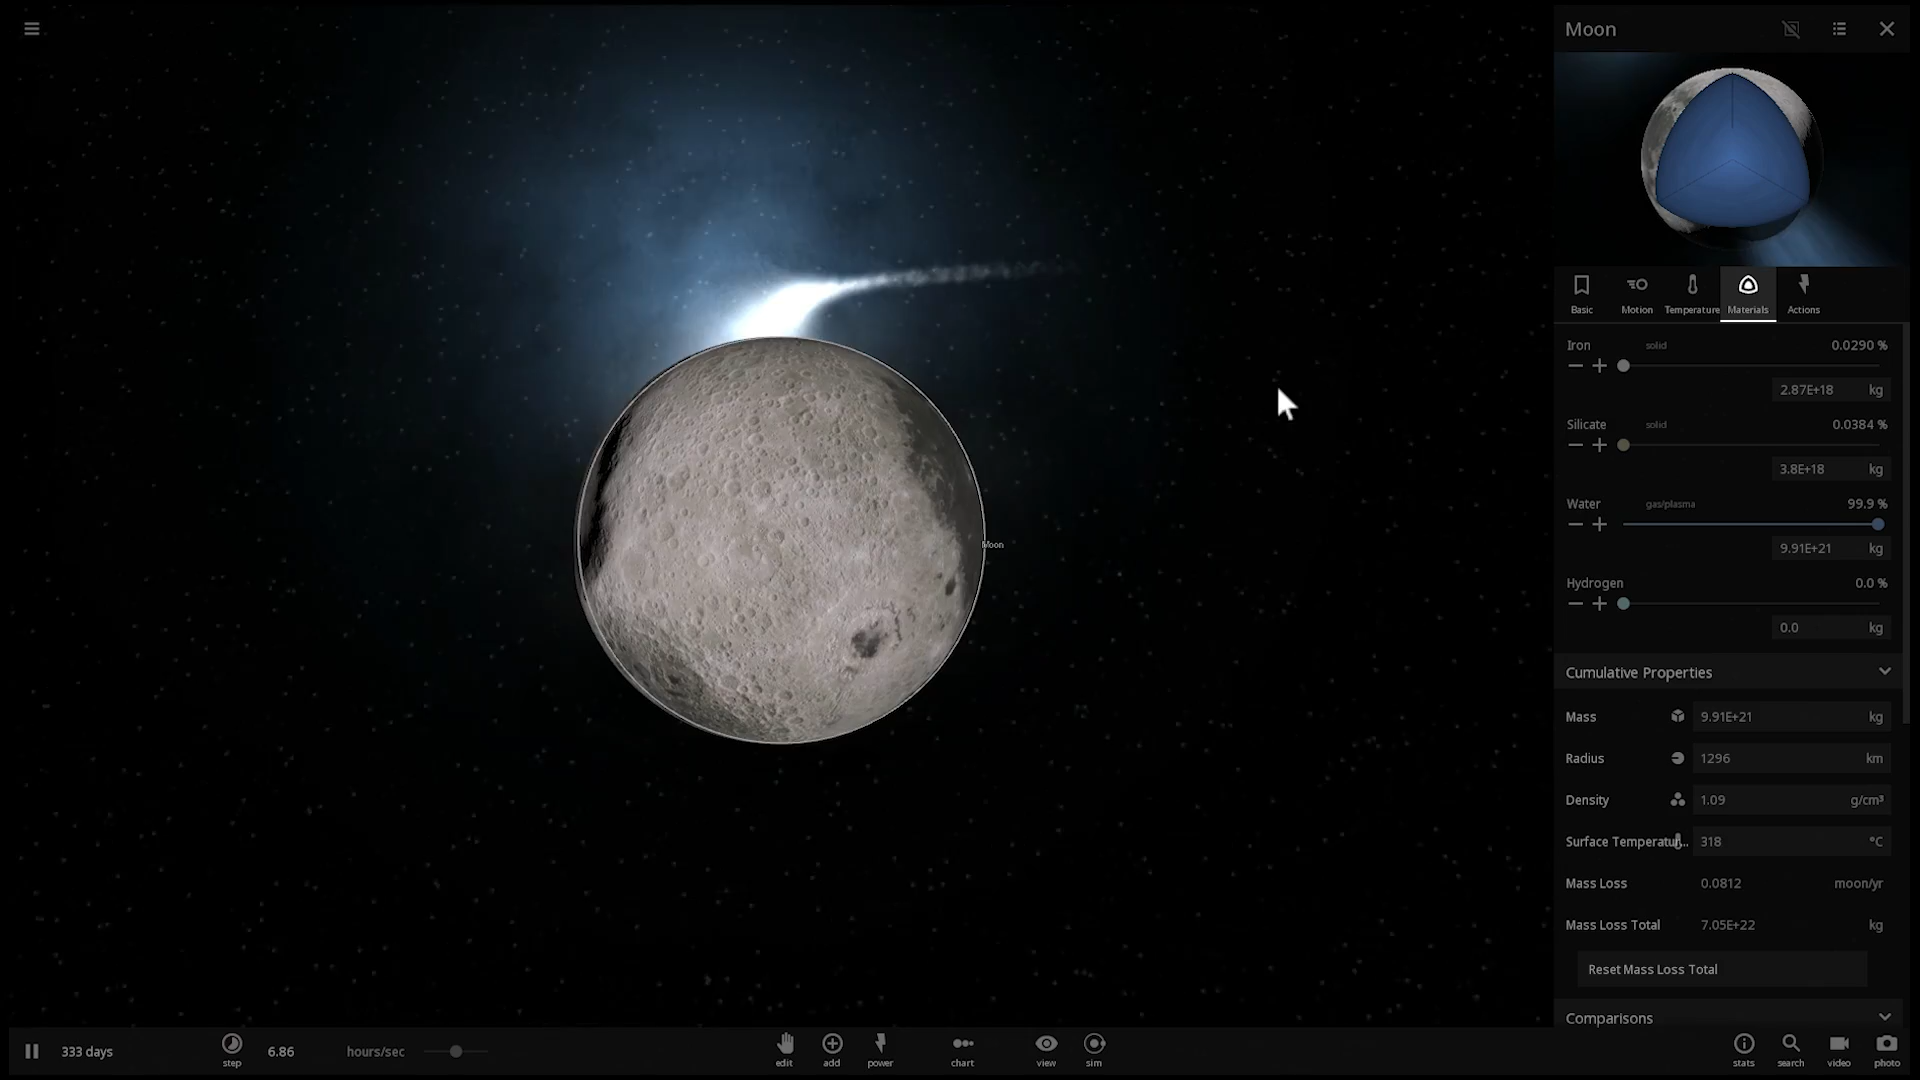 Moon
Basic
Motion
Temperature
Materials
Actions
Iron solid 0.0290 %
2.87E+18 kg
Silicate solid 0.0384 %
3.8E+18 kg
Water gas/plasma 99.9 %
9.91E+21 kg
Hydrogen 0.0 %
0.0 kg
Moon
Cumulative Properties
Mass 9.91E+21 kg
Radius 1296 km
Density 1.09 g/cm³
Surface Temperatur... 318 °C
Mass Loss 0.0812 moon/yr
Mass Loss Total 7.05E+22 kg
Reset Mass Loss Total
Comparisons
333 days
step
6.86 hours/sec
edit
add
power
chart
view
sim
stats
search
video
photo